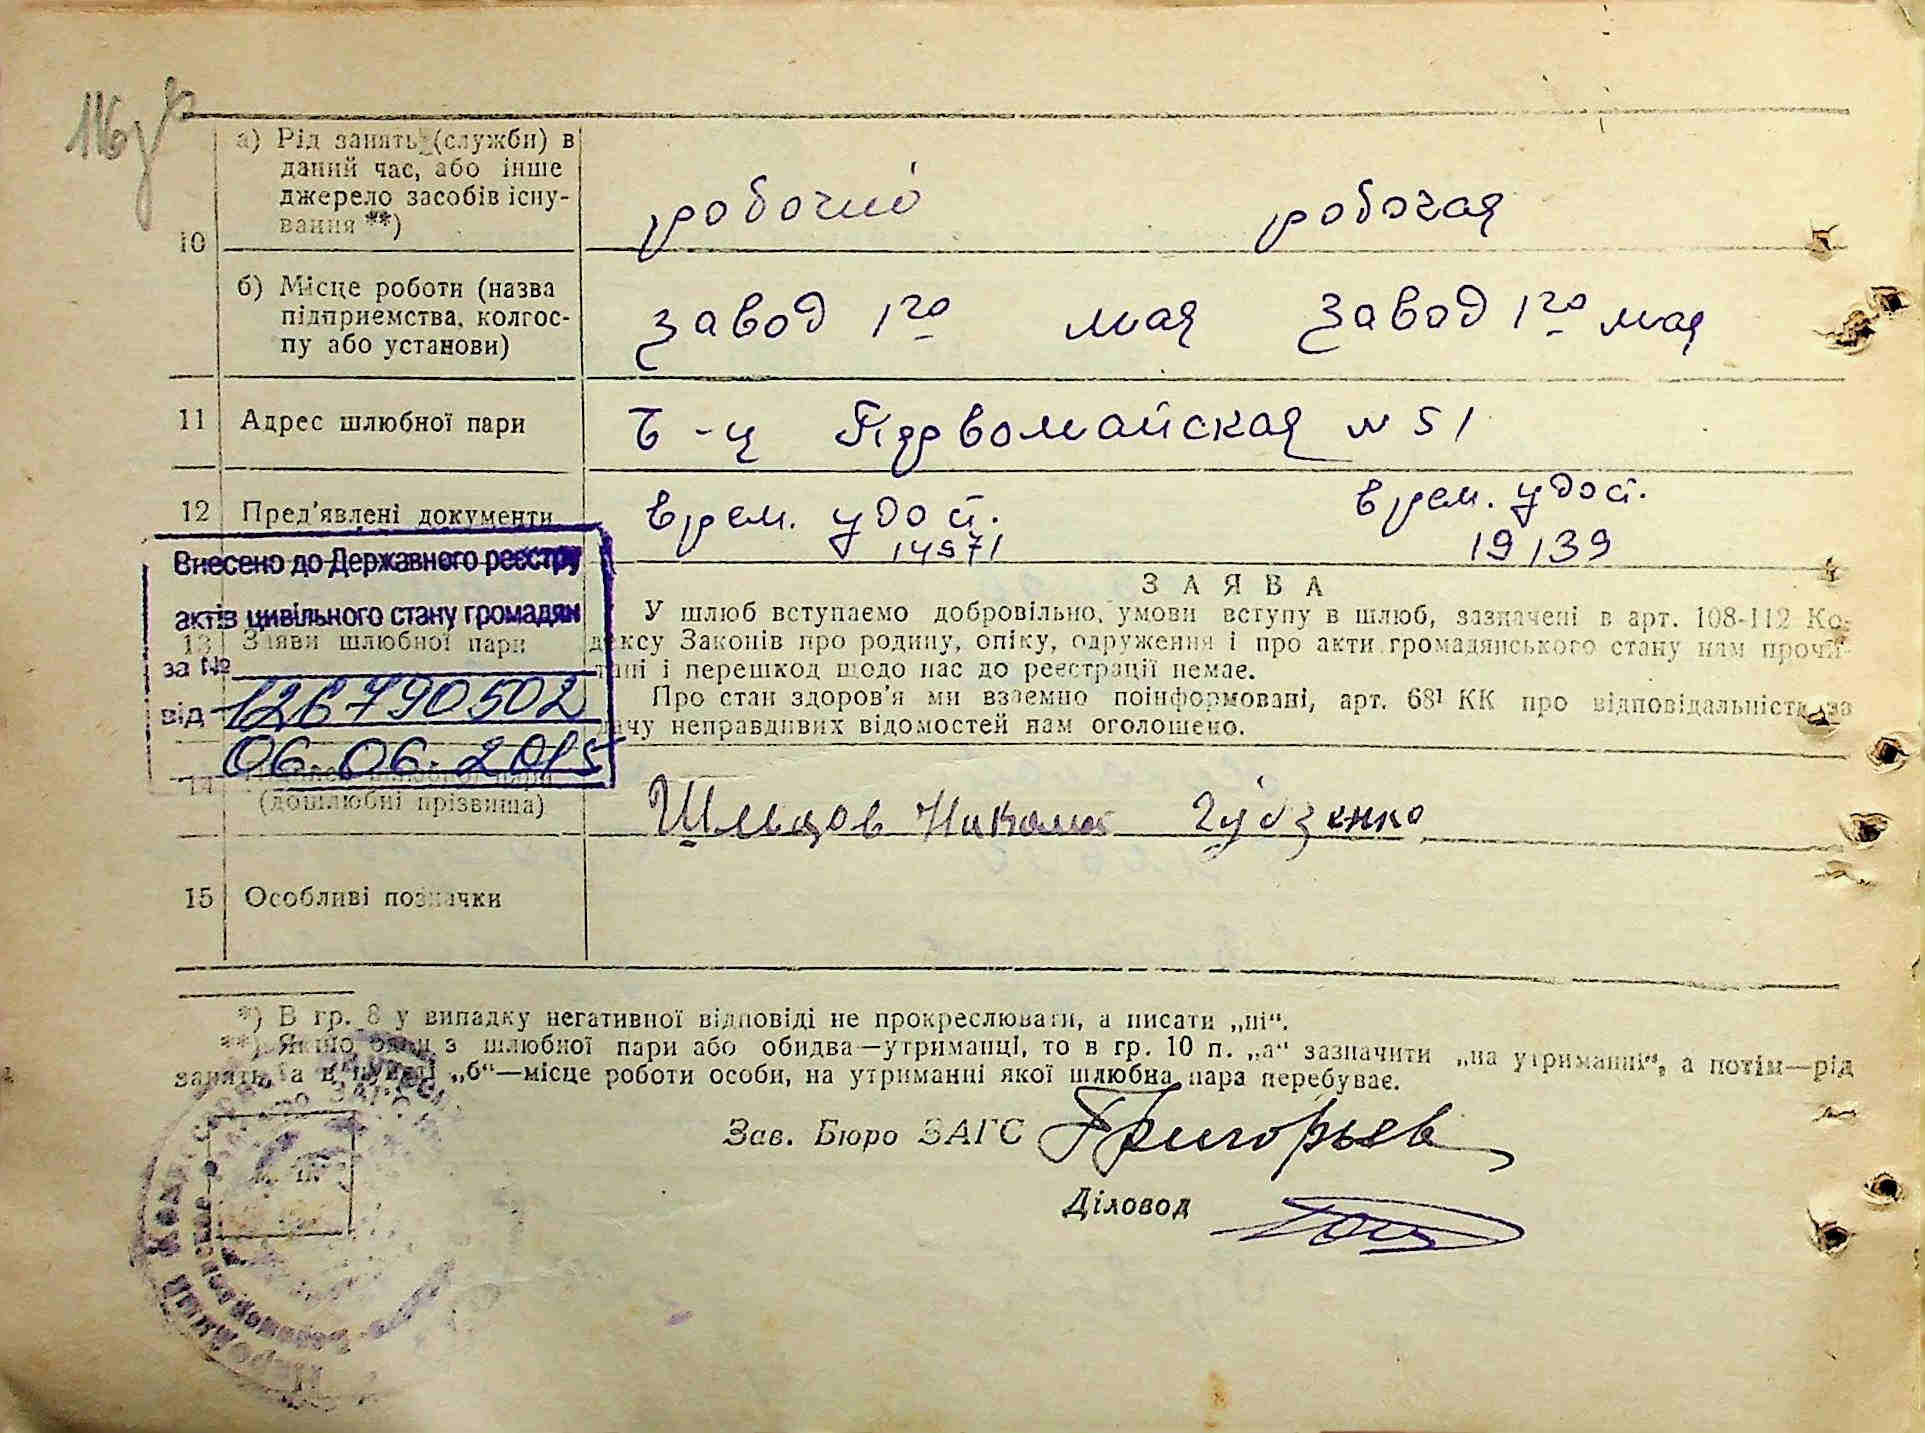 116
а) Рід занять (служби) в
даний час, або інше
джерело засобів існу-
вання **)
робочий робочая
10
б) Місце роботи (назва
підприємства, колгос-
пу або установи)
завод 1го мая завод 1го мая
11 Адрес шлюбної пари
Первомайская N 51
12 Пред'явлені документи
врем. удост. 14971 врем. удост. 19139
Внесено до Державного реєстру
актів цивільного стану громадян
за №
126790502
від
06.06.2015
13 Заяви шлюбної пари
ЗАЯВА
У шлюб вступаємо добровільно, умови вступу в шлюб, зазначені в арт. 108-112 Ко-
дексу Законів про родину, опіку, одруження і про акти громадянського стану нам прочи-
тані і перешкод щодо нас до реєстрації немає.
Про стан здоров'я ми взаємно поінформовані, арт. 68¹ КК про відповідальність за
дачу неправдивих відомостей нам оголошено.
14
шлюбної пари
(дошлюбні прізвища)
Губзенко
15 Особливі позначки
*) В гр. 8 у випадку негативної відповіді не прокреслювати, а писати „ні“.
**) Якщо один з шлюбної пари або обидва—утриманці, то в гр. 10 п. „а“ зазначити „на утриманні“, а потім—рід
занять, а в пункті „б“—місце роботи особи, на утриманні якої шлюбна пара перебуває.
Зав. Бюро ЗАГС Григорьев
Діловод